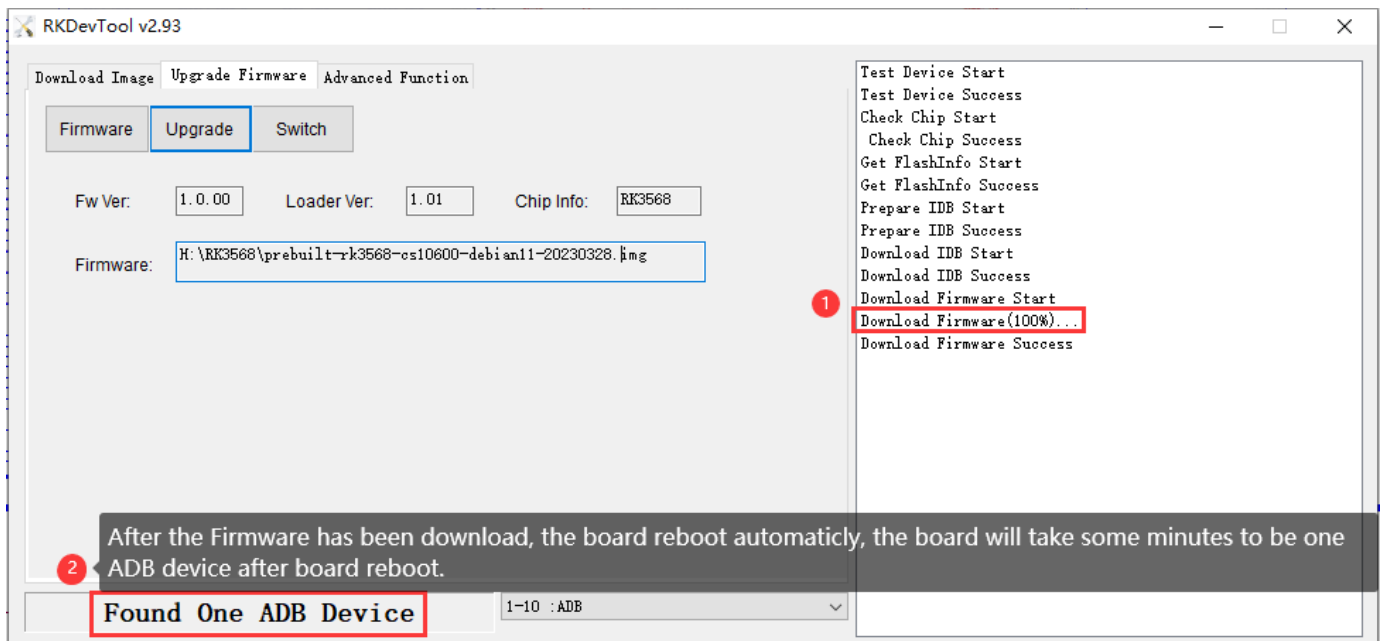 RKDevTool v2.93
Download Image Upgrade Firmware Advanced Function
Firmware Upgrade Switch
Fw Ver: 1.0.00 Loader Ver: 1.01 Chip Info: RK3568
Firmware: H:\RK3568\prebuilt-rk3568-cs10600-debian11-20230328.img
Test Device Start
Test Device Success
Check Chip Start
Check Chip Success
Get FlashInfo Start
Get FlashInfo Success
Prepare IDB Start
Prepare IDB Success
Download IDB Start
Download IDB Success
Download Firmware Start
1
Download Firmware(100%)...
Download Firmware Success
After the Firmware has been download, the board reboot automaticly, the board will take some minutes to be one
2 ADB device after board reboot.
Found One ADB Device
1-10 :ADB